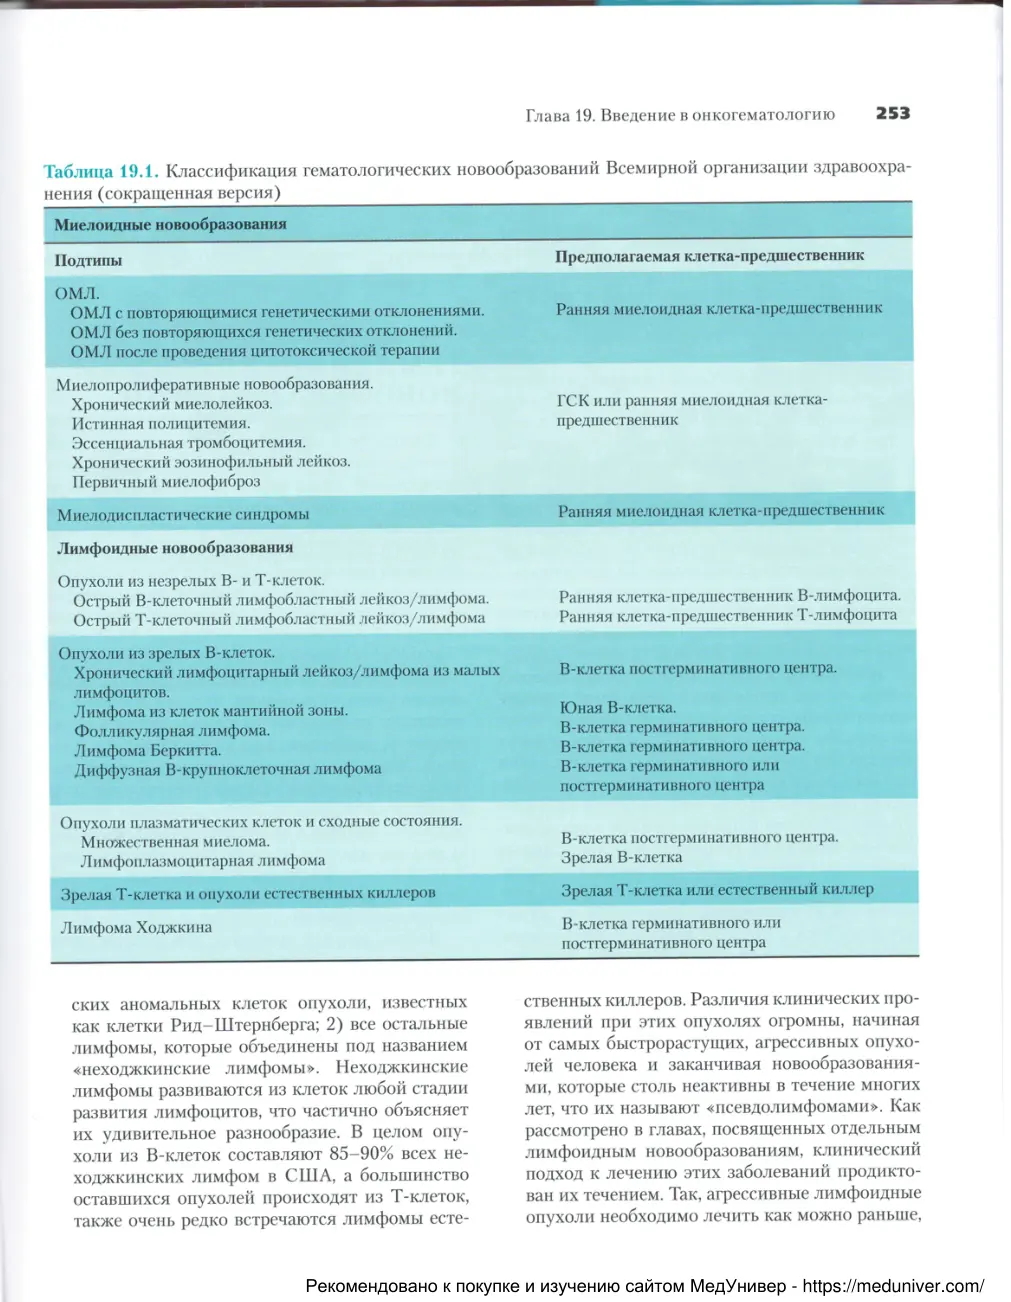 Глава 19. Введение в онкогематологию 253
Таблица 19.1. Классификация гематологических новообразований Всемирной организации здравоохра-
нения (сокращенная версия)
Миелоидные новообразования
Подтипы Предполагаемая клетка-предшественник
ОМЛ.
ОМЛ с повторяющимися генетическими отклонениями. Ранняя миелоидная клетка-предшественник
ОМЛ без повторяющихся генетических отклонений.
ОМЛ после проведения цитотоксической терапии
Миелопролиферативные новообразования.
Хронический миелолейкоз. ГСК или ранняя миелоидная клетка-
Истинная полицитемия. предшественник
Эссенциальная тромбоцитемия.
Хронический эозинофильный лейкоз.
Первичный миелофиброз
Миелодиспластические синдромы Ранняя миелоидная клетка-предшественник
Лимфоидные новообразования
Опухоли из незрелых В- и Т-клеток.
Острый В-клеточный лимфобластный лейкоз/лимфома. Ранняя клетка-предшественник В-лимфоцита.
Острый Т-клеточный лимфобластный лейкоз/лимфома Ранняя клетка-предшественник Т-лимфоцита
Опухоли из зрелых В-клеток.
Хронический лимфоцитарный лейкоз/лимфома из малых В-клетка постгерминативного центра.
лимфоцитов.
Лимфома из клеток мантийной зоны. Юная В-клетка.
Фолликулярная лимфома. В-клетка герминативного центра.
Лимфома Беркитта. В-клетка герминативного центра.
Диффузная В-крупноклеточная лимфома В-клетка герминативного или
постгерминативного центра
Опухоли плазматических клеток и сходные состояния.
Множественная миелома. В-клетка постгерминативного центра.
Лимфоплазмоцитарная лимфома Зрелая В-клетка
Зрелая Т-клетка и опухоли естественных киллеров Зрелая Т-клетка или естественный киллер
Лимфома Ходжкина В-клетка герминативного или
постгерминативного центра
ских аномальных клеток опухоли, известных
как клетки Рид–Штернберга; 2) все остальные
лимфомы, которые объединены под названием
«неходжкинские лимфомы». Неходжкинские
лимфомы развиваются из клеток любой стадии
развития лимфоцитов, что частично объясняет
их удивительное разнообразие. В целом опу-
холи из В-клеток составляют 85–90% всех не-
ходжкинских лимфом в США, а большинство
оставшихся опухолей происходят из Т-клеток,
также очень редко встречаются лимфомы есте-
ственных киллеров. Различия клинических про-
явлений при этих опухолях огромны, начиная
от самых быстрорастущих, агрессивных опухо-
лей человека и заканчивая новообразования-
ми, которые столь неактивны в течение многих
лет, что их называют «псевдолимфомами». Как
рассмотрено в главах, посвященных отдельным
лимфоидным новообразованиям, клинический
подход к лечению этих заболеваний продикто-
ван их течением. Так, агрессивные лимфоидные
опухоли необходимо лечить как можно раньше,
Рекомендовано к покупке и изучению сайтом МедУнивер - https://meduniver.com/